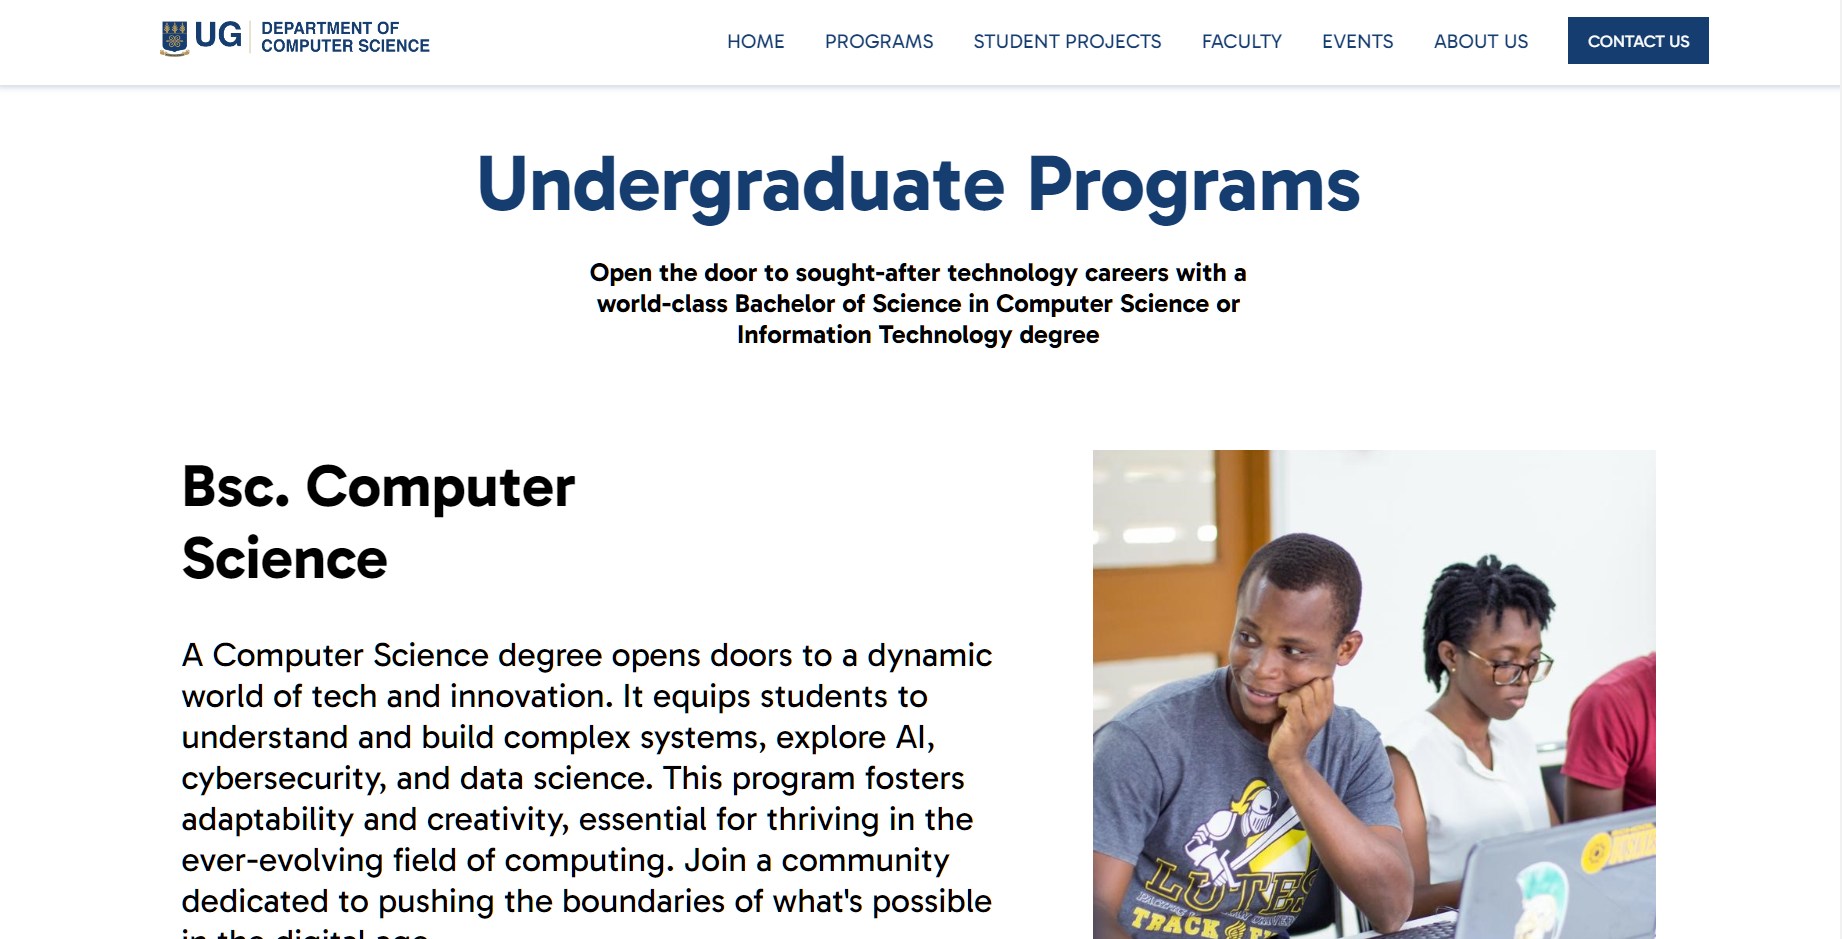 UG
DEPARTMENT OF
COMPUTER SCIENCE
HOME
PROGRAMS
STUDENT PROJECTS
FACULTY
EVENTS
ABOUT US
CONTACT US
Undergraduate Programs
Open the door to sought-after technology careers with a
world-class Bachelor of Science in Computer Science or
Information Technology degree
Bsc. Computer
Science
A Computer Science degree opens doors to a dynamic
world of tech and innovation. It equips students to
understand and build complex systems, explore AI,
cybersecurity, and data science. This program fosters
adaptability and creativity, essential for thriving in the
ever-evolving field of computing. Join a community
dedicated to pushing the boundaries of what's possible
in the digital age.
LUTES
TRACK